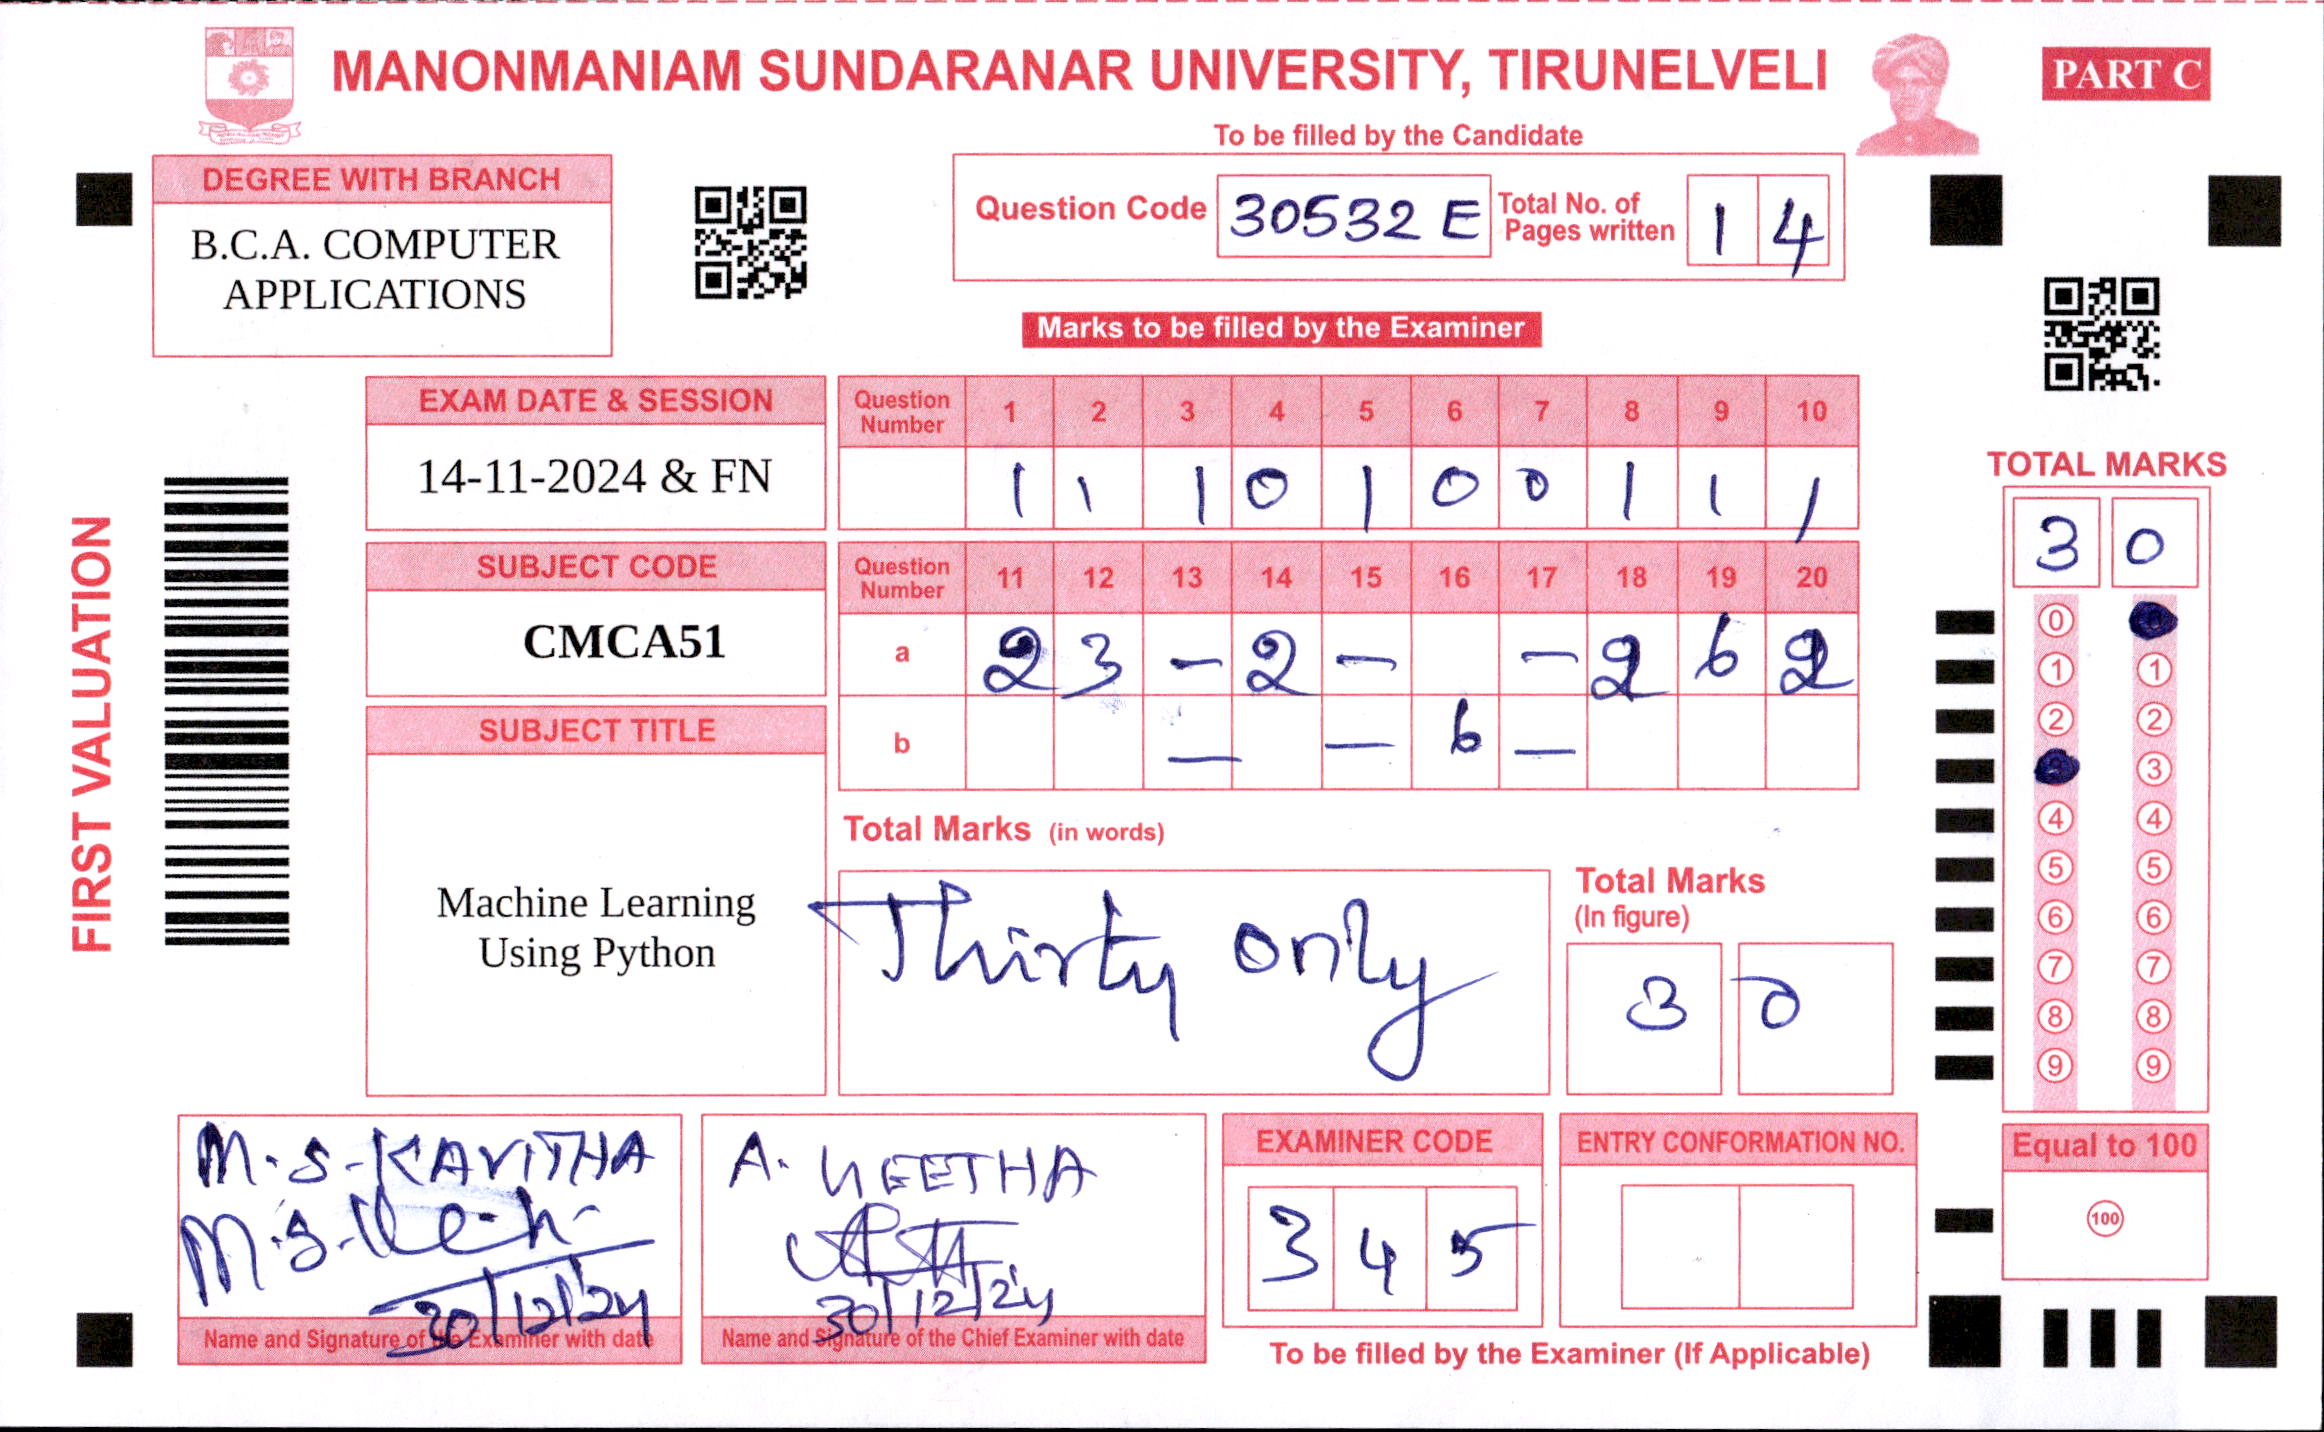 MANONMANIAM SUNDARANAR UNIVERSITY, TIRUNELVELI
PART C
To be filled by the Candidate
DEGREE WITH BRANCH
B.C.A. COMPUTER
APPLICATIONS
Question Code 30532 E Total No. of Pages written 1 4
Marks to be filled by the Examiner
FIRST VALUATION
EXAM DATE & SESSION
14-11-2024 & FN
Question Number 1 2 3 4 5 6 7 8 9 10
1 1 1 0 1 0 0 1 1 1
SUBJECT CODE
CMCA51
Question Number 11 12 13 14 15 16 17 18 19 20
a 2 3 - 2 - - 2 6 2
b - - 6 -
SUBJECT TITLE
Machine Learning
Using Python
Total Marks (in words)
Thirty only
Total Marks
(In figure)
3 0
TOTAL MARKS
3 0
0
1 1
2 2
3
4 4
5 5
6 6
7 7
8 8
9 9
Equal to 100
100
M.S. KAVITHA
30/12/24
Name and Signature of the Examiner with date
A. GEETHA
30/12/24
Name and Signature of the Chief Examiner with date
EXAMINER CODE
3 4 5
ENTRY CONFORMATION NO.
To be filled by the Examiner (If Applicable)